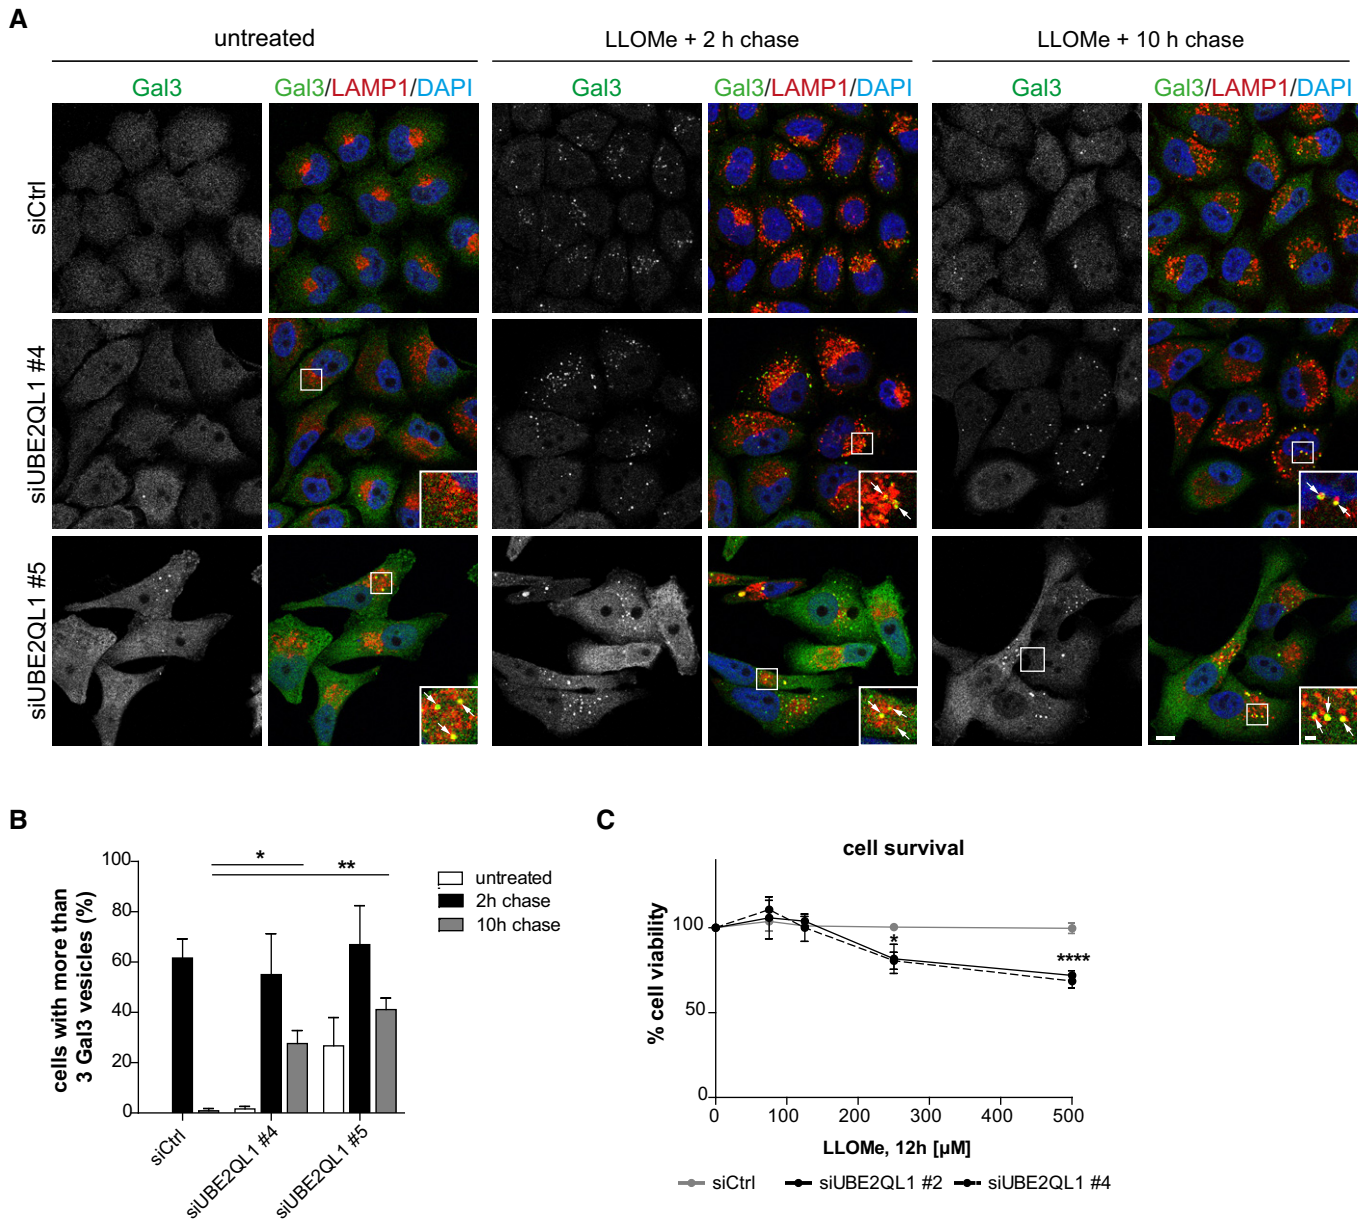 A
untreated
LLOMe + 2 h chase
LLOMe + 10 h chase
Gal3
Gal3/LAMP1/DAPI
Gal3
Gal3/LAMP1/DAPI
Gal3
Gal3/LAMP1/DAPI
siCtrl
siUBE2QL1 #4
siUBE2QL1 #5
B
cells with more than
3 Gal3 vesicles (%)
100
80
60
40
20
0
*
**
untreated
2h chase
10h chase
siCtrl
siUBE2QL1 #4
siUBE2QL1 #5
C
cell survival
% cell viability
100
50
0
*
****
0
100
200
300
400
500
LLOMe, 12h [µM]
siCtrl
siUBE2QL1 #2
siUBE2QL1 #4